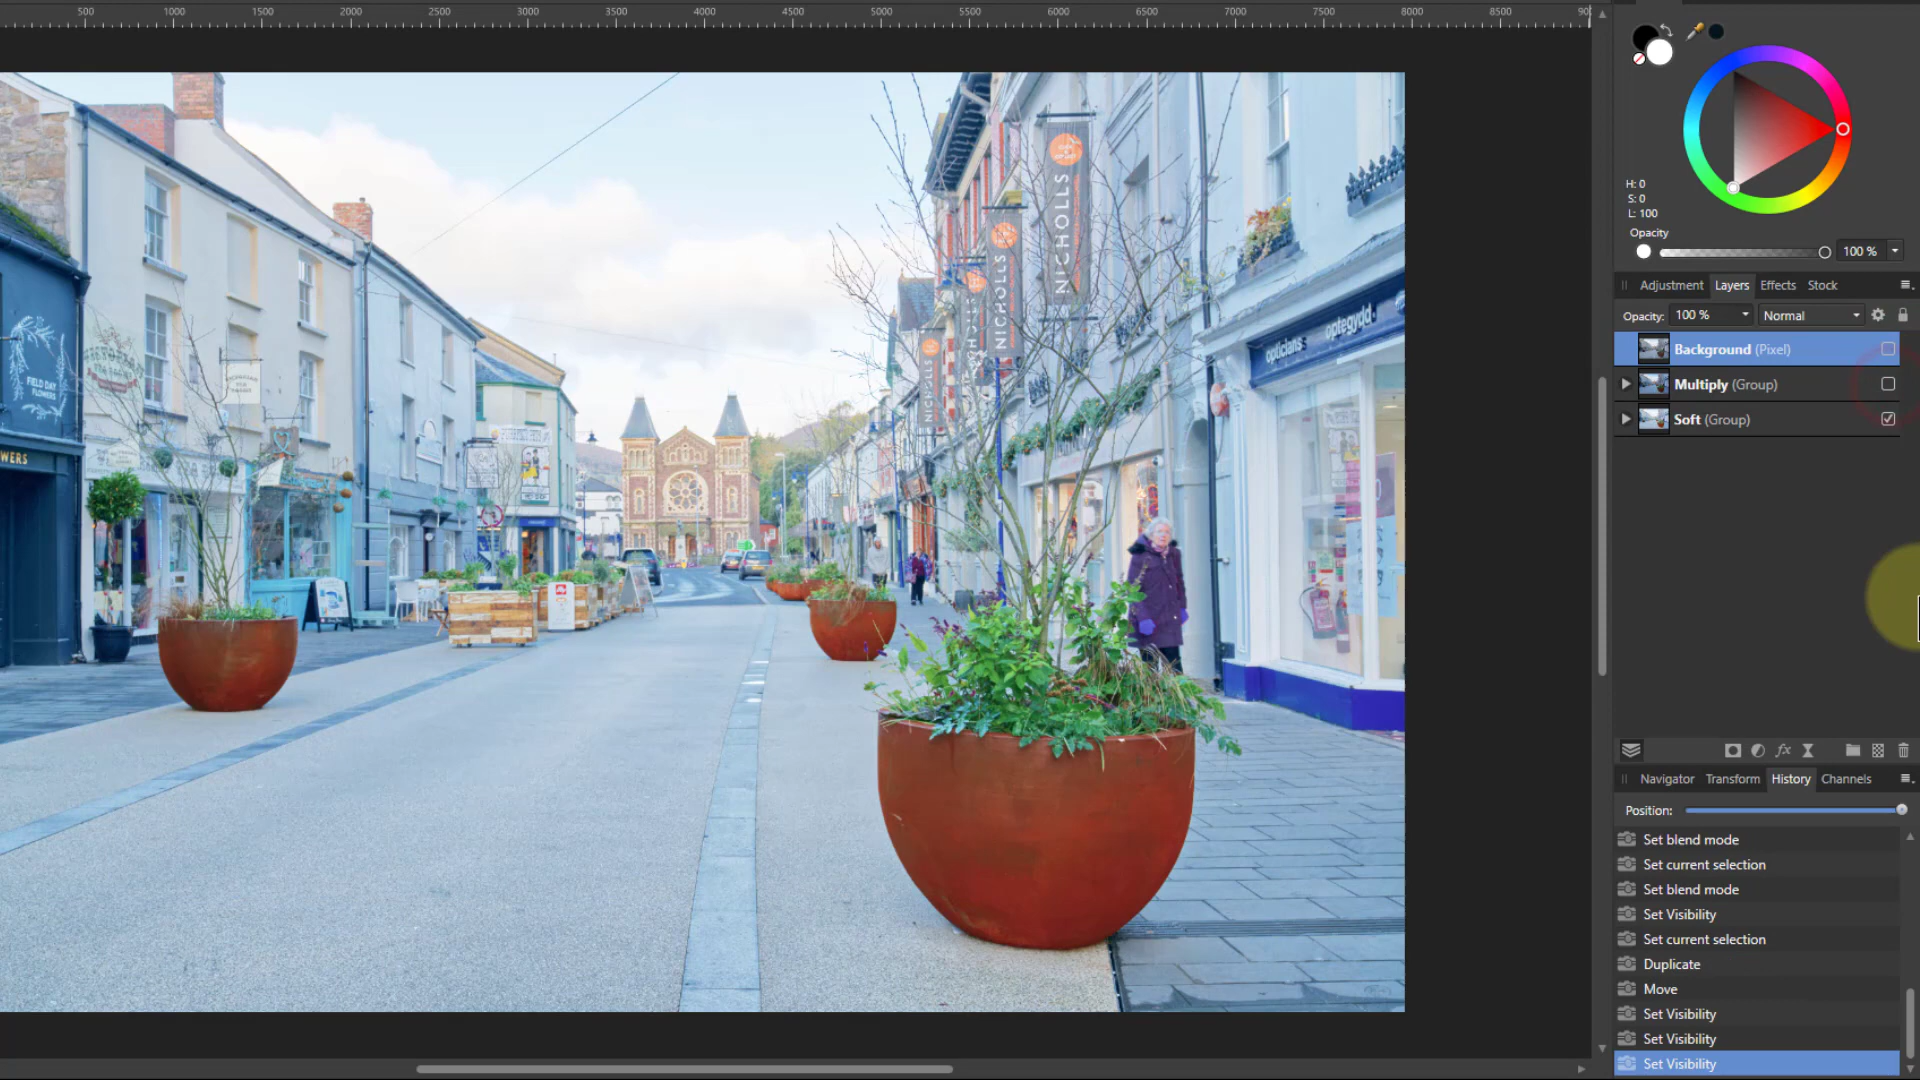 500 1000 1500 2000 2500 3000 3500 4000 4500 5000 5500 6000 6500 7000 7500 8000 8500
H: 0
S: 0
L: 100
Opacity
100 %
Adjustment Layers Effects Stock
Opacity: 100 % Normal
Background (Pixel)
Multiply (Group)
Soft (Group)
Navigator Transform History Channels
Position:
Set blend mode
Set current selection
Set blend mode
Set Visibility
Set current selection
Duplicate
Move
Set Visibility
Set Visibility
Set Visibility
NICHOLLS
NICHOLLS
NICHOLLS
NICHOLLS
opticians optegydd
FIELD DAY
FLOWERS
WERS